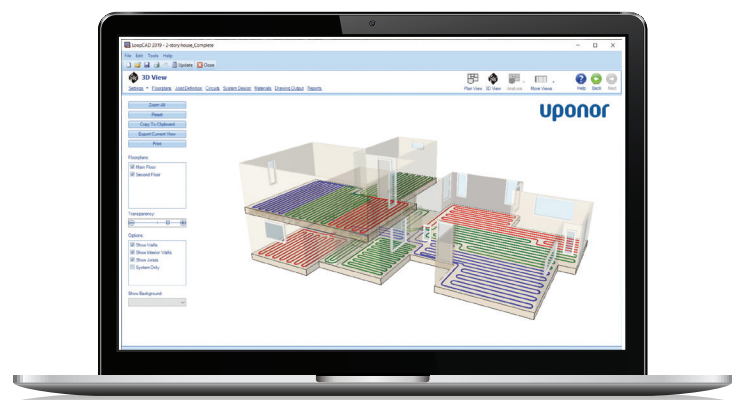 LoopCAD 2019 - 2-story house_Complete
File Edit Tools Help
Update Close
3D View
Plan View 3D View Analysis More Views Help Back Next
Settings Floorplans Joist Definition Circuits System Design Materials Drawing Output Reports
uponor
Zoom All
Reset
Copy To Clipboard
Export Current View
Print
Floorplans:
Main Floor
Second Floor
Transparency:
Options:
Show Walls
Show Interior Walls
Show Joists
System Only
Show Background: